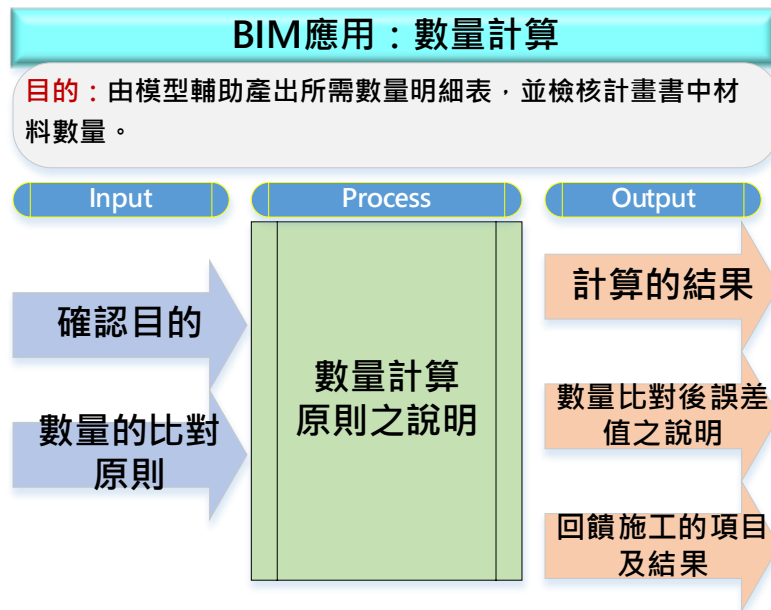 BIM應用：數量計算
目的：由模型輔助產出所需數量明細表，並檢核計畫書中材
料數量。
Input
Process
Output
確認目的
數量的比對
原則
數量計算
原則之說明
計算的結果
數量比對後誤差
值之說明
回饋施工的項目
及結果